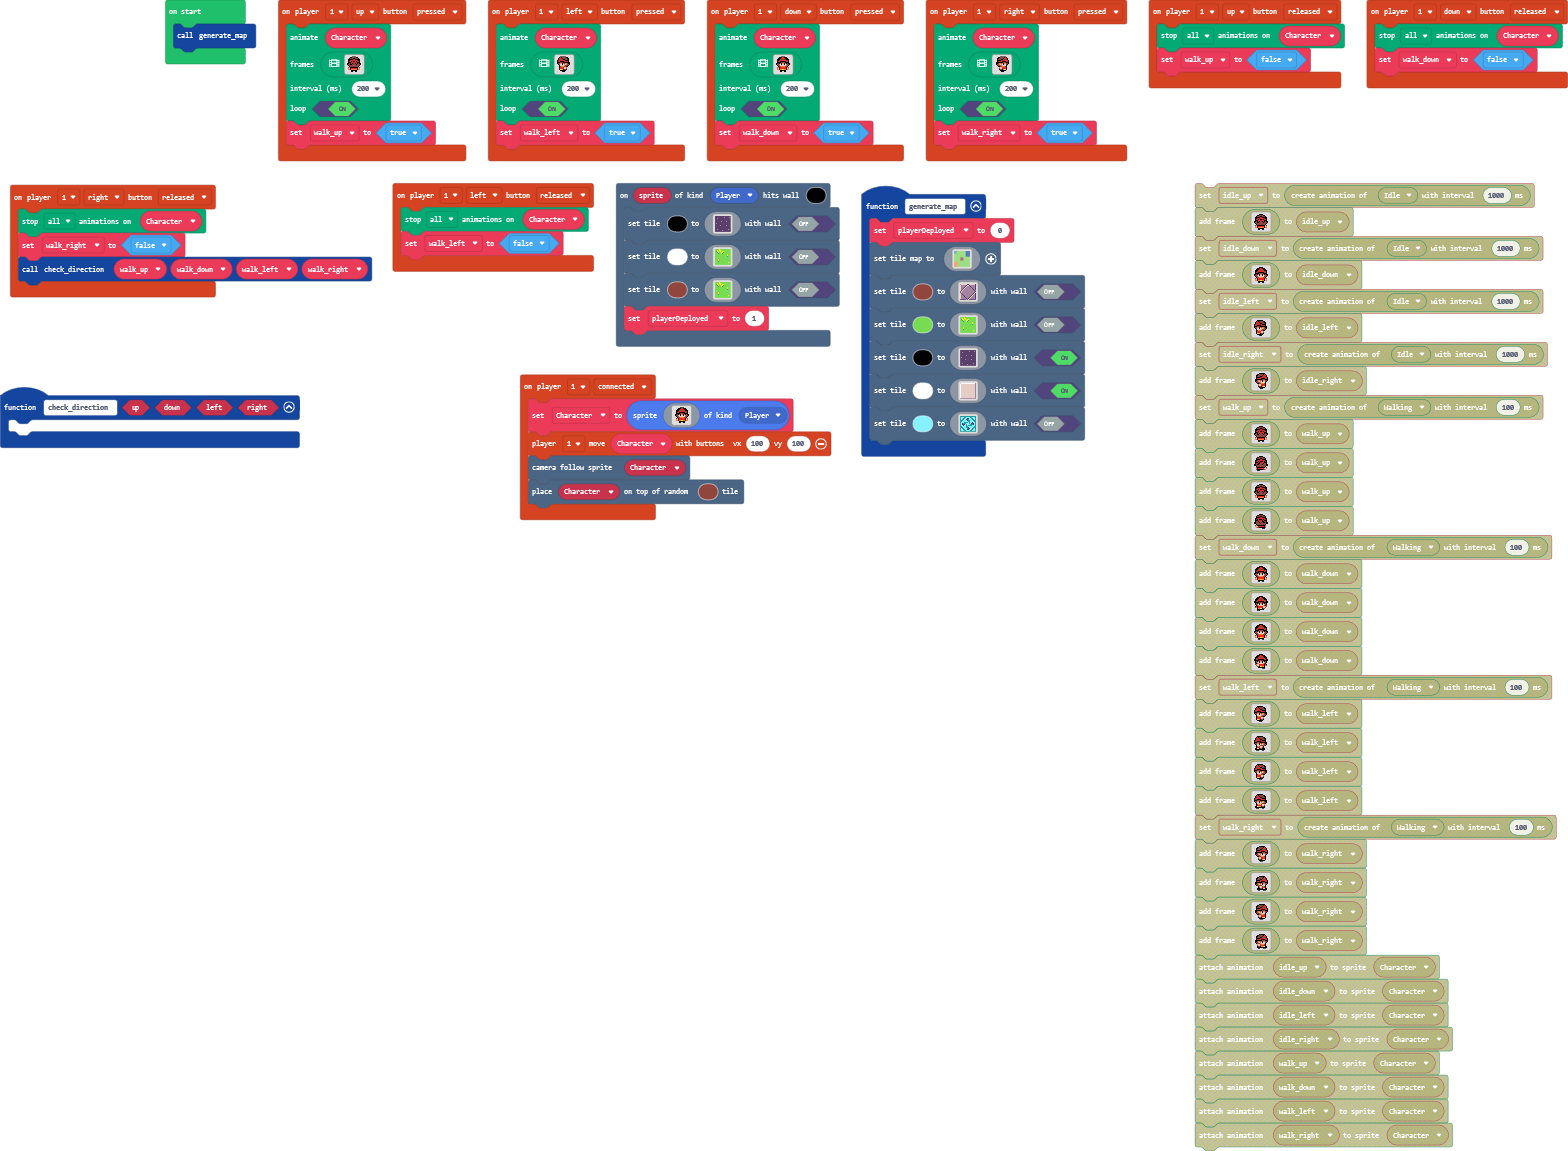 on start
call generate_map
on player 1 up button pressed
animate Character
frames
interval (ms) 200
loop ON
set walk_up to true
on player 1 left button pressed
animate Character
frames
interval (ms) 200
loop ON
set walk_left to true
on player 1 down button pressed
animate Character
frames
interval (ms) 200
loop ON
set walk_down to true
on player 1 right button pressed
animate Character
frames
interval (ms) 200
loop ON
set walk_right to true
on player 1 up button released
stop all animations on Character
set walk_up to false
on player 1 down button released
stop all animations on Character
set walk_down to false
on player 1 right button released
stop all animations on Character
set walk_right to false
call check_direction walk_up walk_down walk_left walk_right
on player 1 left button released
stop all animations on Character
set walk_left to false
on sprite of kind Player hits wall
set tile to with wall OFF
set tile to with wall OFF
set tile to with wall OFF
set playerDeployed to 1
function generate_map
set playerDeployed to 0
set tile map to
set tile to with wall OFF
set tile to with wall OFF
set tile to with wall ON
set tile to with wall ON
set tile to with wall OFF
function check_direction up down left right
on player 1 connected
set Character to sprite of kind Player
player 1 move Character with buttons vx 100 vy 100
camera follow sprite Character
place Character on top of random tile
set idle_up to create animation of Idle with interval 1000 ms
add frame to idle_up
set idle_down to create animation of Idle with interval 1000 ms
add frame to idle_down
set idle_left to create animation of Idle with interval 1000 ms
add frame to idle_left
set idle_right to create animation of Idle with interval 1000 ms
add frame to idle_right
set walk_up to create animation of Walking with interval 100 ms
add frame to walk_up
add frame to walk_up
add frame to walk_up
add frame to walk_up
set walk_down to create animation of Walking with interval 100 ms
add frame to walk_down
add frame to walk_down
add frame to walk_down
add frame to walk_down
set walk_left to create animation of Walking with interval 100 ms
add frame to walk_left
add frame to walk_left
add frame to walk_left
add frame to walk_left
set walk_right to create animation of Walking with interval 100 ms
add frame to walk_right
add frame to walk_right
add frame to walk_right
add frame to walk_right
attach animation idle_up to sprite Character
attach animation idle_down to sprite Character
attach animation idle_left to sprite Character
attach animation idle_right to sprite Character
attach animation walk_up to sprite Character
attach animation walk_down to sprite Character
attach animation walk_left to sprite Character
attach animation walk_right to sprite Character